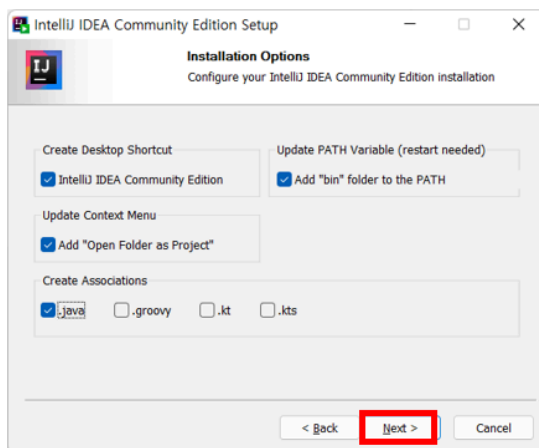 IntelliJ IDEA Community Edition Setup
IJ
Installation Options
Configure your IntelliJ IDEA Community Edition installation
Create Desktop Shortcut
IntelliJ IDEA Community Edition
Update PATH Variable (restart needed)
Add "bin" folder to the PATH
Update Context Menu
Add "Open Folder as Project"
Create Associations
.java .groovy .kt .kts
< Back Next > Cancel